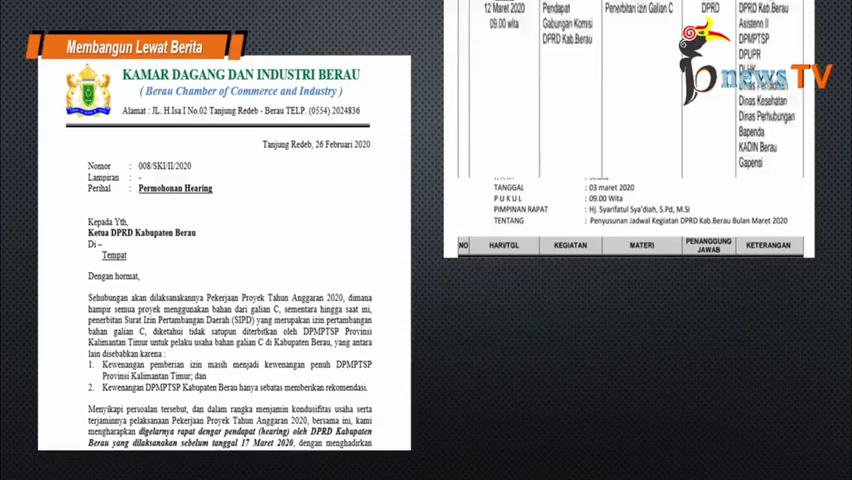 Membangun Lewat Berita
KAMAR DAGANG DAN INDUSTRI BERAU
( Berau Chamber of Commerce and Industry )
Alamat : JL. H.Isa I No.02 Tanjung Redeb - Berau TELP. (0554) 2024836
Tanjung Redeb, 26 Februari 2020
Nomor : 008/SKI/II/2020
Lampiran : -
Perihal : Permohonan Hearing
Kepada Yth,
Ketua DPRD Kabupaten Berau
Di –
Tempat
Dengan hormat,
Sehubungan akan dilaksanakannya Pekerjaan Proyek Tahun Anggaran 2020, dimana
hampir semua proyek menggunakan bahan dari galian C, sementara hingga saat ini,
penerbitan Surat Izin Pertambangan Daerah (SIPD) yang merupakan izin pertambangan
bahan galian C, diketahui tidak satupun diterbitkan oleh DPMPTSP Provinsi
Kalimantan Timur untuk pelaku usaha bahan galian C di Kabupaten Berau, yang antara
lain disebabkan karena :
1. Kewenangan pemberian izin masih menjadi kewenangan penuh DPMPTSP
Provinsi Kalimantan Timur; dan
2. Kewenangan DPMPTSP Kabupaten Berau hanya sebatas memberikan rekomendasi.
Menyikapi persoalan tersebut, dan dalam rangka menjamin kondusifitas usaha serta
terjaminnya pelaksanaan Pekerjaan Proyek Tahun Anggaran 2020, bersama ini, kami
mengharapkan digelarnya rapat dengar pendapat (hearing) oleh DPRD Kabupaten
Berau yang dilaksanakan sebelum tanggal 17 Maret 2020, dengan menghadirkan
12 Maret 2020
09.00 wita
Pendapat
Gabungan Komisi
DPRD Kab.Berau
Penerbitan izin Galian C
DPRD
DPRD Kab.Berau
Asistenn II
DPMPTSP
DPUPR
Dinas Kesehatan
Dinas Perhubungan
Bapenda
KADIN Berau
Gapensi
news TV
TANGGAL : 03 maret 2020
P U K U L : 09.00 Wita
PIMPINAN RAPAT : Hj. Syarifatul Sya'diah, S.Pd, M.Si
TENTANG : Penyusunan Jadwal Kegiatan DPRD Kab.Berau Bulan Maret 2020
NO HARI/TGL KEGIATAN MATERI PENANGGUNG JAWAB KETERANGAN